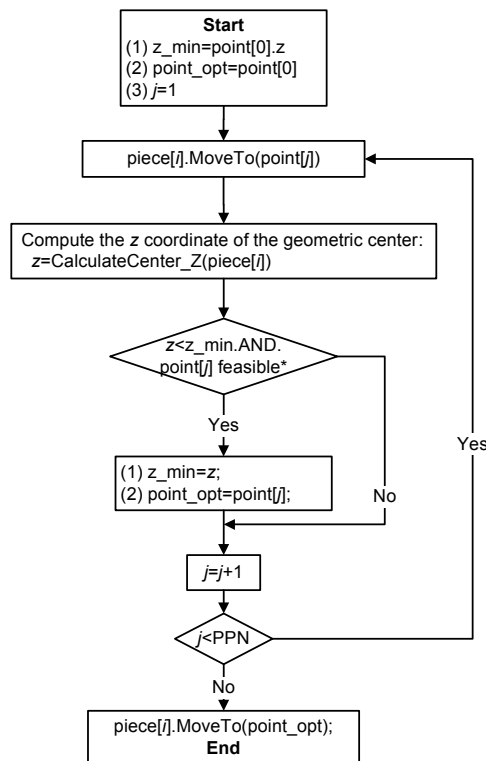 Start
(1) z_min=point[0].z
(2) point_opt=point[0]
(3) j=1
piece[i].MoveTo(point[j])
Compute the z coordinate of the geometric center:
z=CalculateCenter_Z(piece[i])
z<z_min.AND.
point[j] feasible*
Yes
(1) z_min=z;
(2) point_opt=point[j];
No
j=j+1
j<PPN
Yes
No
piece[i].MoveTo(point_opt);
End